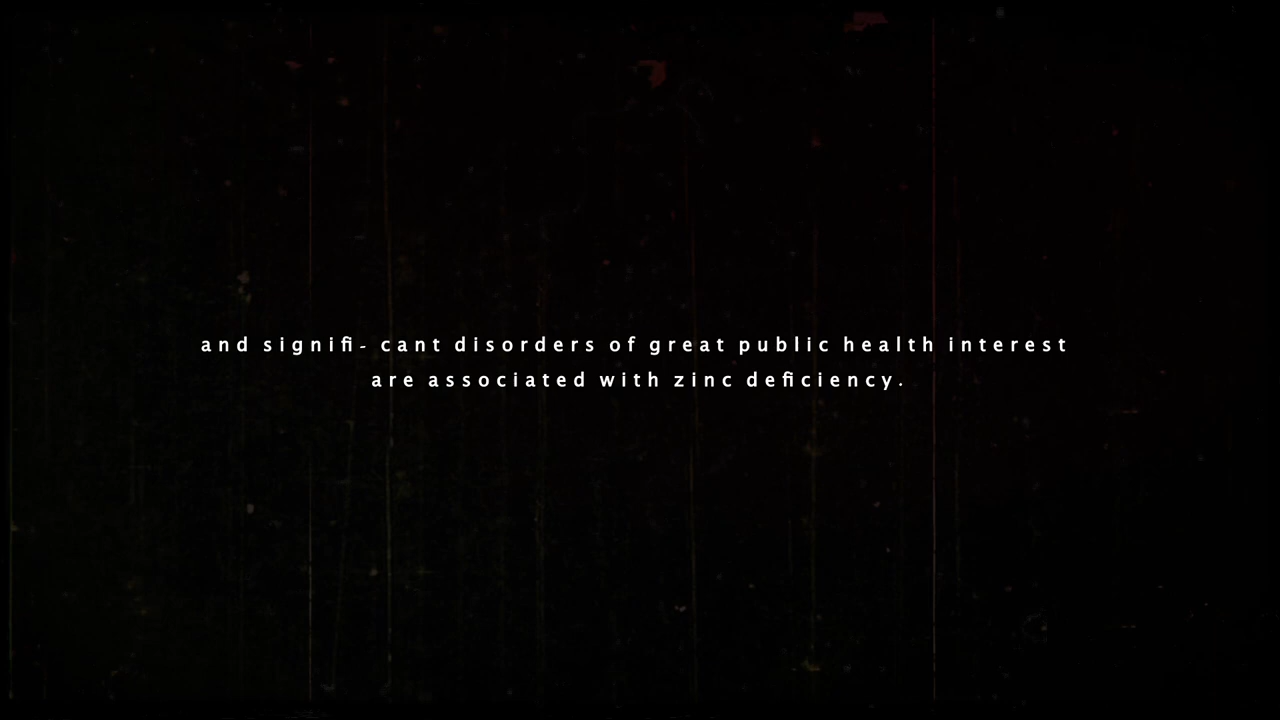 and signifi- cant disorders of great public health interest
are associated with zinc deficiency.